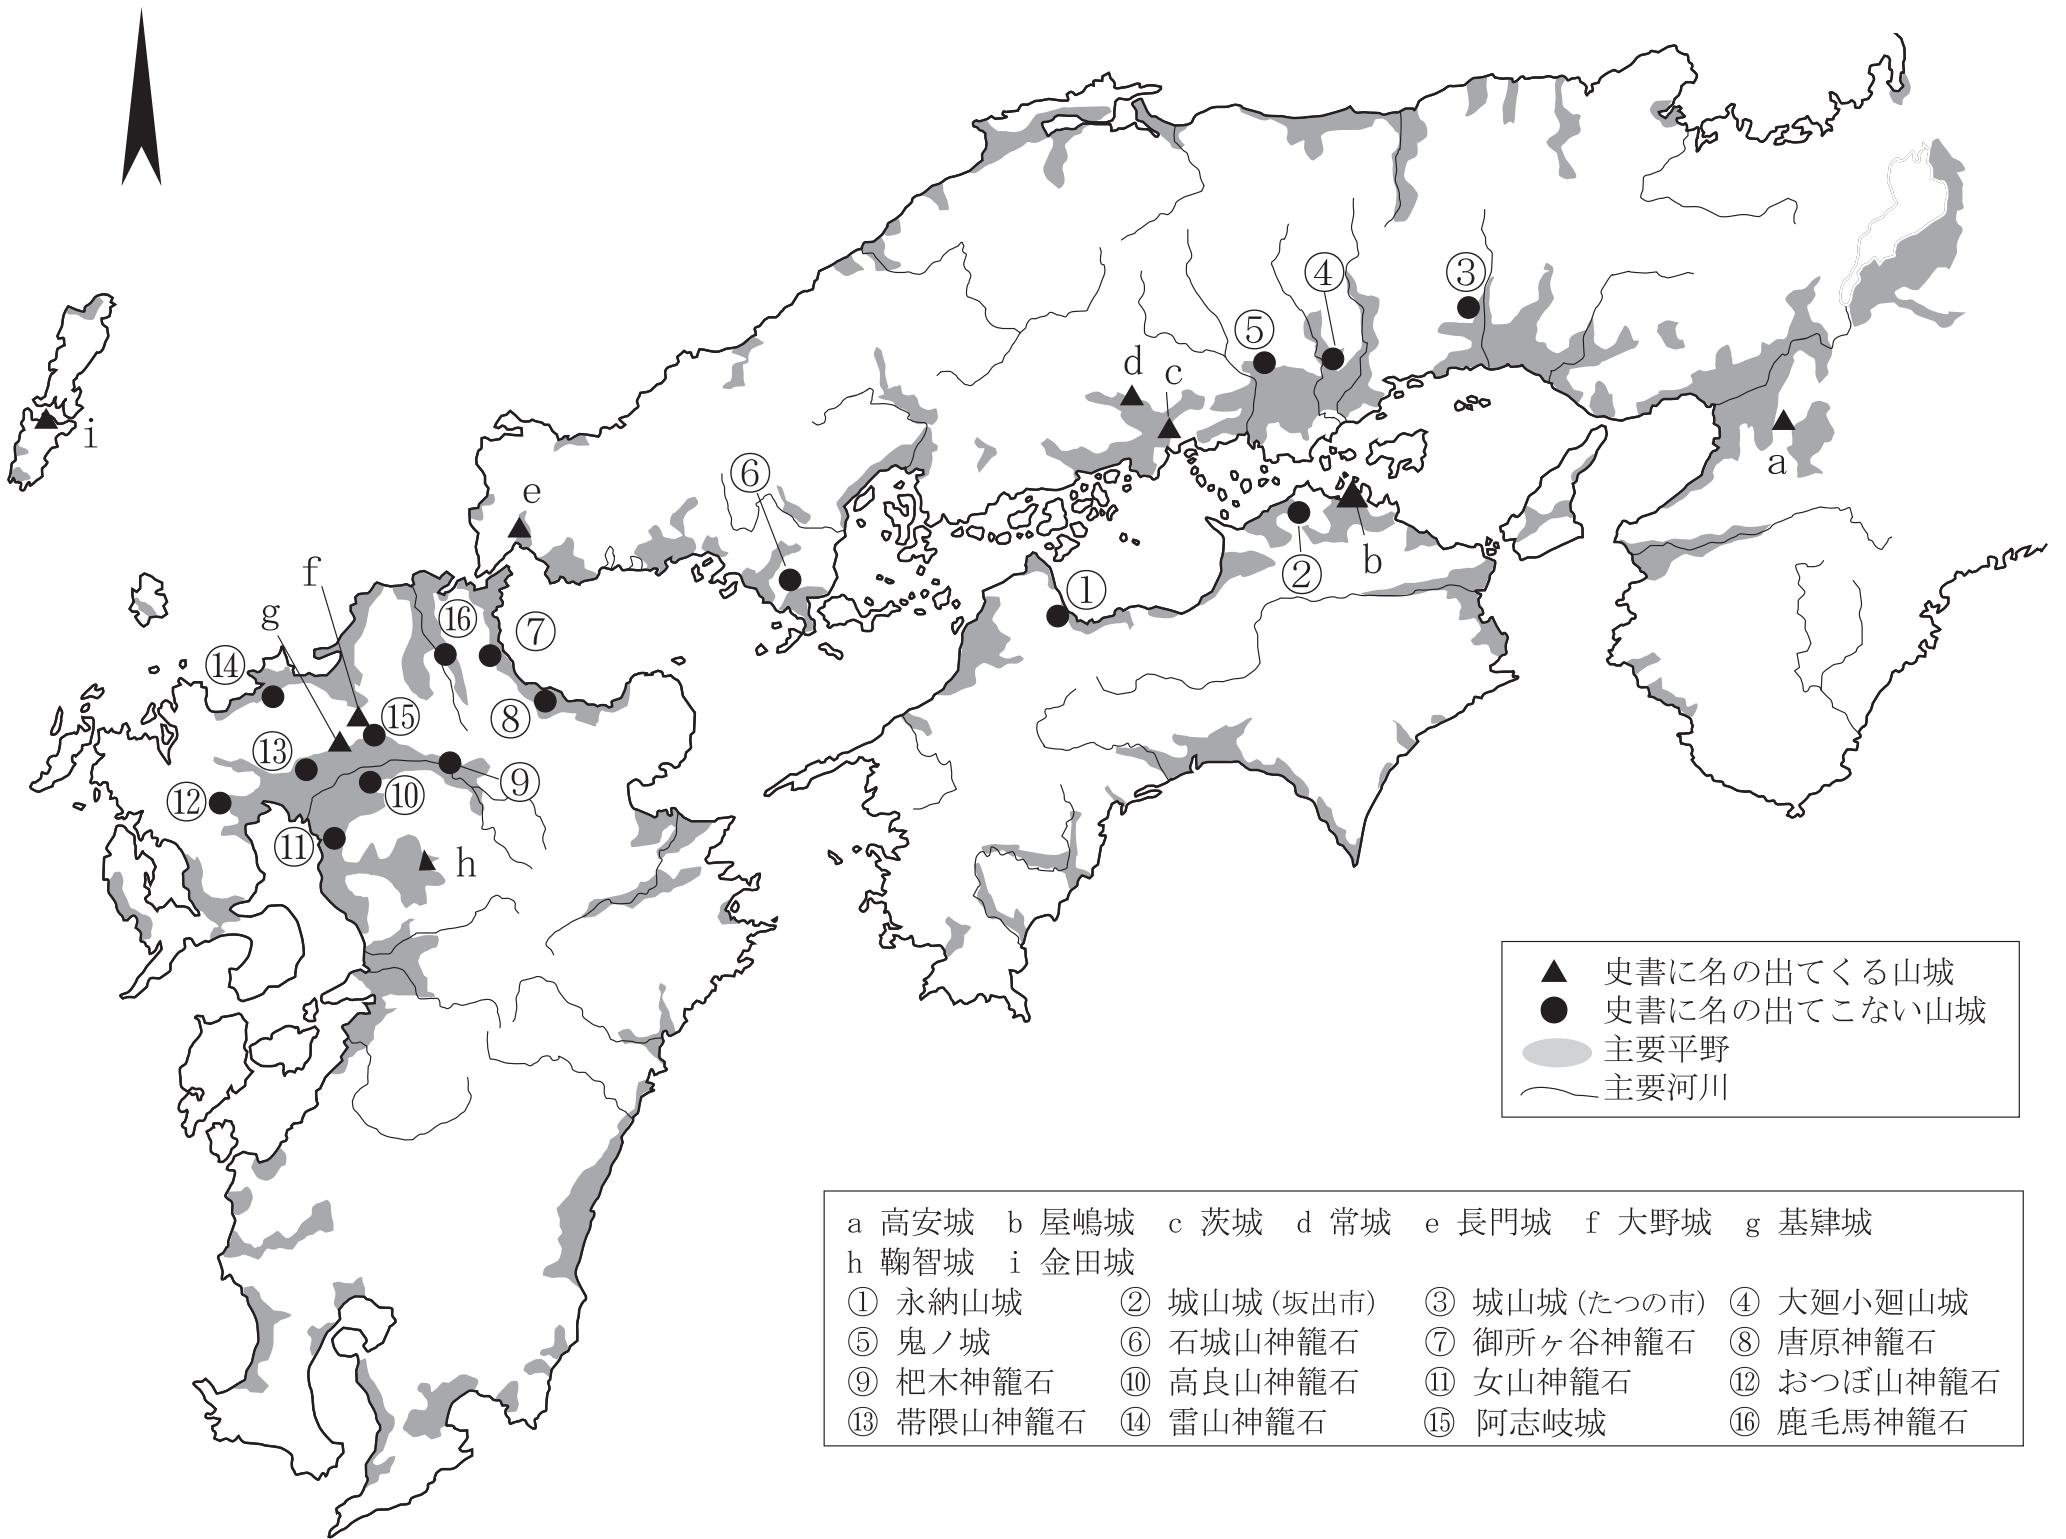 ③
④
⑤
d
c
i
a
⑥
e
b
②
f
①
g
⑯
⑦
⑭
⑮
⑧
⑬
⑨
⑫
⑩
⑪
h
史書に名の出てくる山城
史書に名の出てこない山城
主要平野
主要河川
a 高安城 b 屋嶋城 c 茨城 d 常城 e 長門城 f 大野城 g 基肄城
h 鞠智城 i 金田城
① 永納山城 ② 城山城(坂出市) ③ 城山城(たつの市) ④ 大廻小廻山城
⑤ 鬼ノ城 ⑥ 石城山神籠石 ⑦ 御所ヶ谷神籠石 ⑧ 唐原神籠石
⑨ 杷木神籠石 ⑩ 高良山神籠石 ⑪ 女山神籠石 ⑫ おつぼ山神籠石
⑬ 帯隈山神籠石 ⑭ 雷山神籠石 ⑮ 阿志岐城 ⑯ 鹿毛馬神籠石